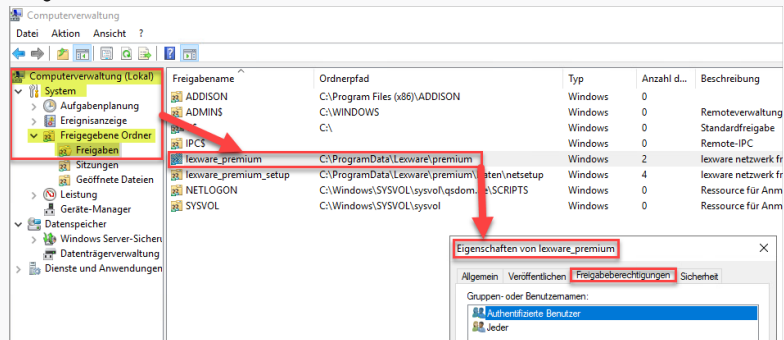 Computerverwaltung
Datei Aktion Ansicht ?
Computerverwaltung (Lokal)
System
Aufgabenplanung
Ereignisanzeige
Freigegebene Ordner
Freigaben
Sitzungen
Geöffnete Dateien
Leistung
Geräte-Manager
Datenspeicher
Windows Server-Sicheru
Datenträgerverwaltung
Dienste und Anwendungen
Freigabename Ordnerpfad Typ Anzahl d... Beschreibung
ADDISON C:\Program Files (x86)\ADDISON Windows 0
ADMIN$ C:\WINDOWS Windows 0 Remoteverwaltung
C:\ Windows 0 Standardfreigabe
IPC$ Windows 0 Remote-IPC
lexware_premium C:\ProgramData\Lexware\premium Windows 2 lexware netzwerk fr
lexware_premium_setup C:\ProgramData\Lexware\premium\Daten\netsetup Windows 4 lexware netzwerk fr
NETLOGON Windows 0 Ressource für Anm
SYSVOL C:\Windows\SYSVOL\sysvol Windows 0 Ressource für Anm
Eigenschaften von lexware_premium
Allgemein Veröffentlichen Freigabeberechtigungen Sicherheit
Gruppen- oder Benutzernamen:
Authentifizierte Benutzer
Jeder